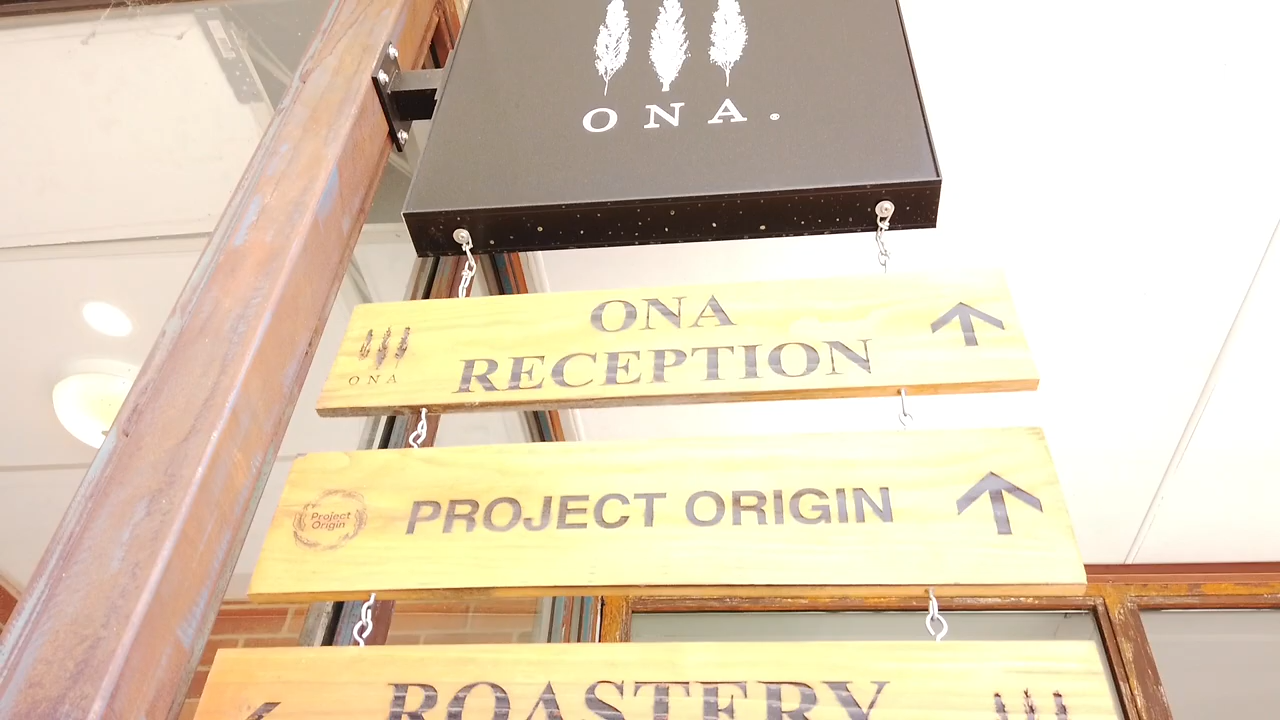 ONA.
ONA
RECEPTION
ONA
PROJECT ORIGIN
Project
Origin
ROASTERY